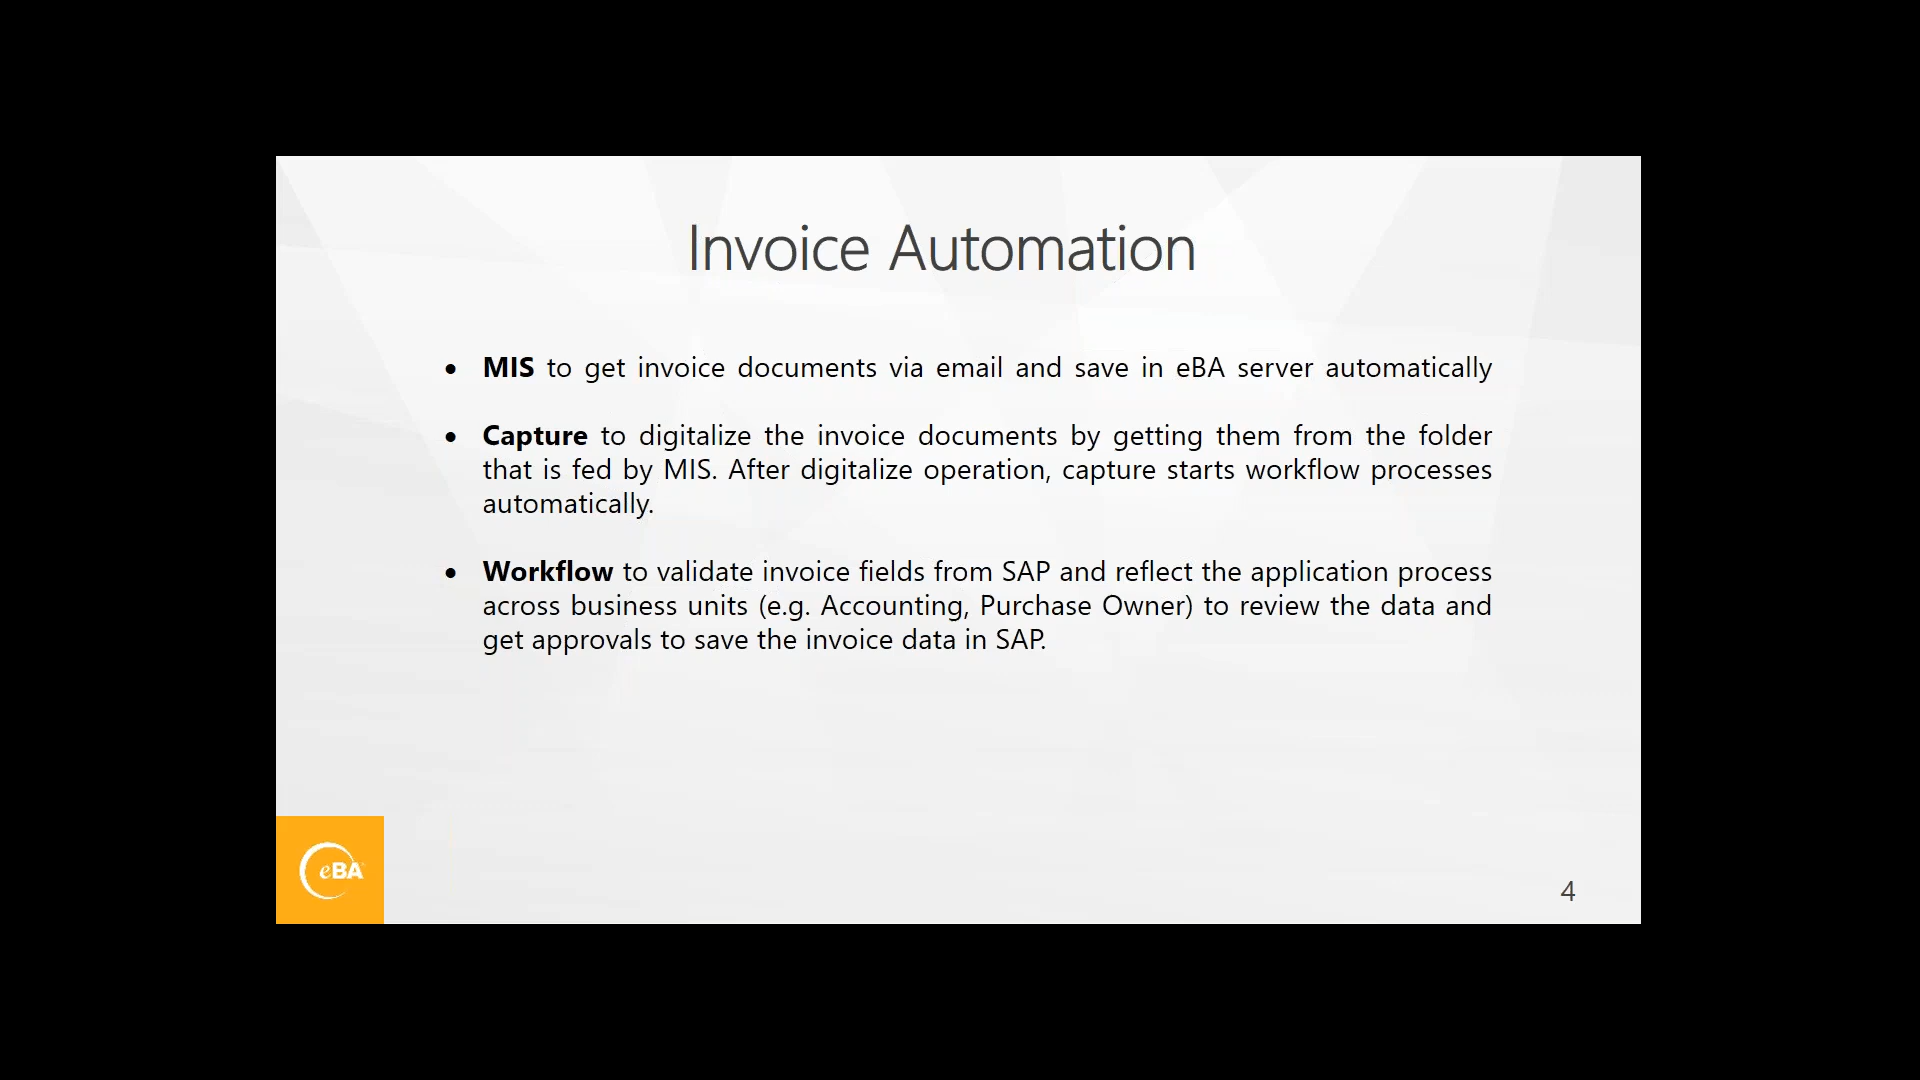 Invoice Automation
• MIS to get invoice documents via email and save in eBA server automatically
• Capture to digitalize the invoice documents by getting them from the folder
that is fed by MIS. After digitalize operation, capture starts workflow processes
automatically.
• Workflow to validate invoice fields from SAP and reflect the application process
across business units (e.g. Accounting, Purchase Owner) to review the data and
get approvals to save the invoice data in SAP.
eBA
4